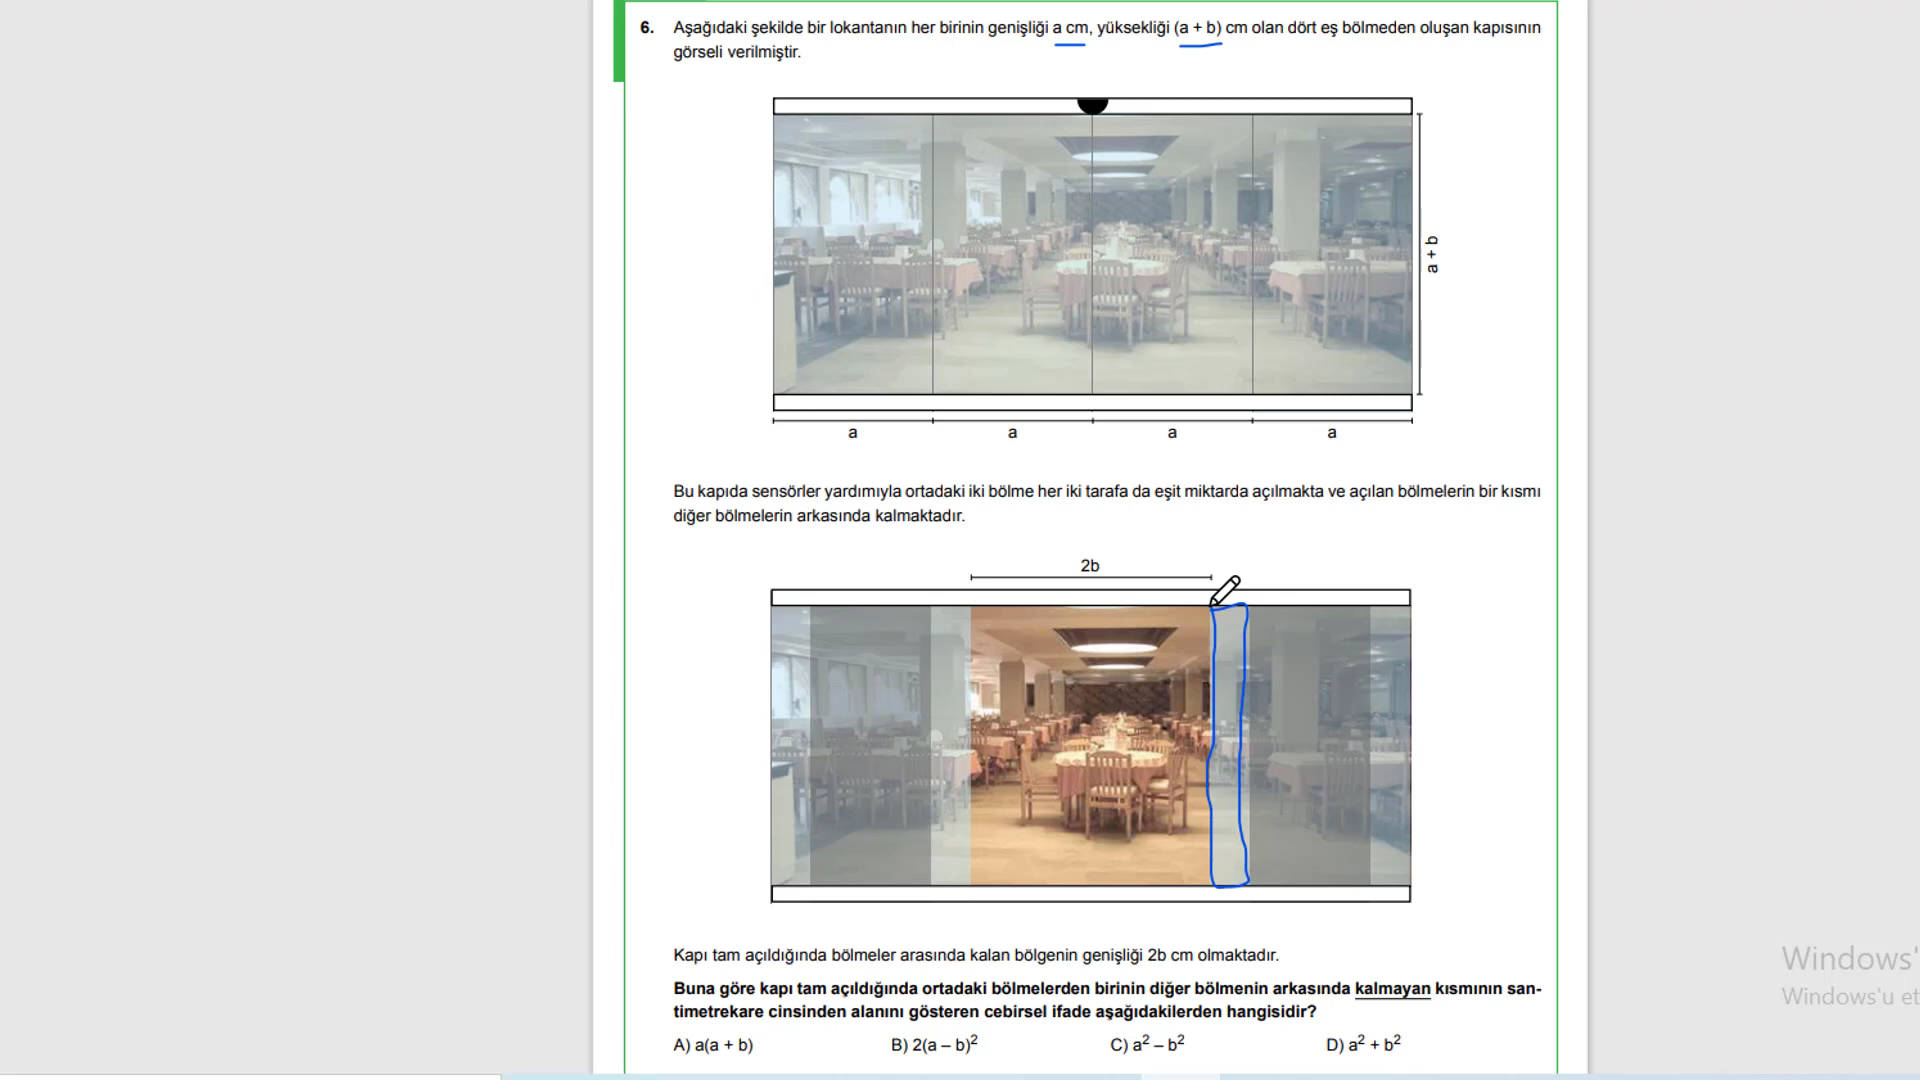 6. Aşağıdaki şekilde bir lokantanın her birinin genişliği a cm, yüksekliği (a + b) cm olan dört eş bölmeden oluşan kapısının
görseli verilmiştir.
a + b
a a a a
Bu kapıda sensörler yardımıyla ortadaki iki bölme her iki tarafa da eşit miktarda açılmakta ve açılan bölmelerin bir kısmı
diğer bölmelerin arkasında kalmaktadır.
2b
Kapı tam açıldığında bölmeler arasında kalan bölgenin genişliği 2b cm olmaktadır.
Buna göre kapı tam açıldığında ortadaki bölmelerden birinin diğer bölmenin arkasında kalmayan kısmının san-
timetrekare cinsinden alanını gösteren cebirsel ifade aşağıdakilerden hangisidir?
A) a(a + b) B) 2(a – b)² C) a² – b² D) a² + b²
Windows'
Windows'u et